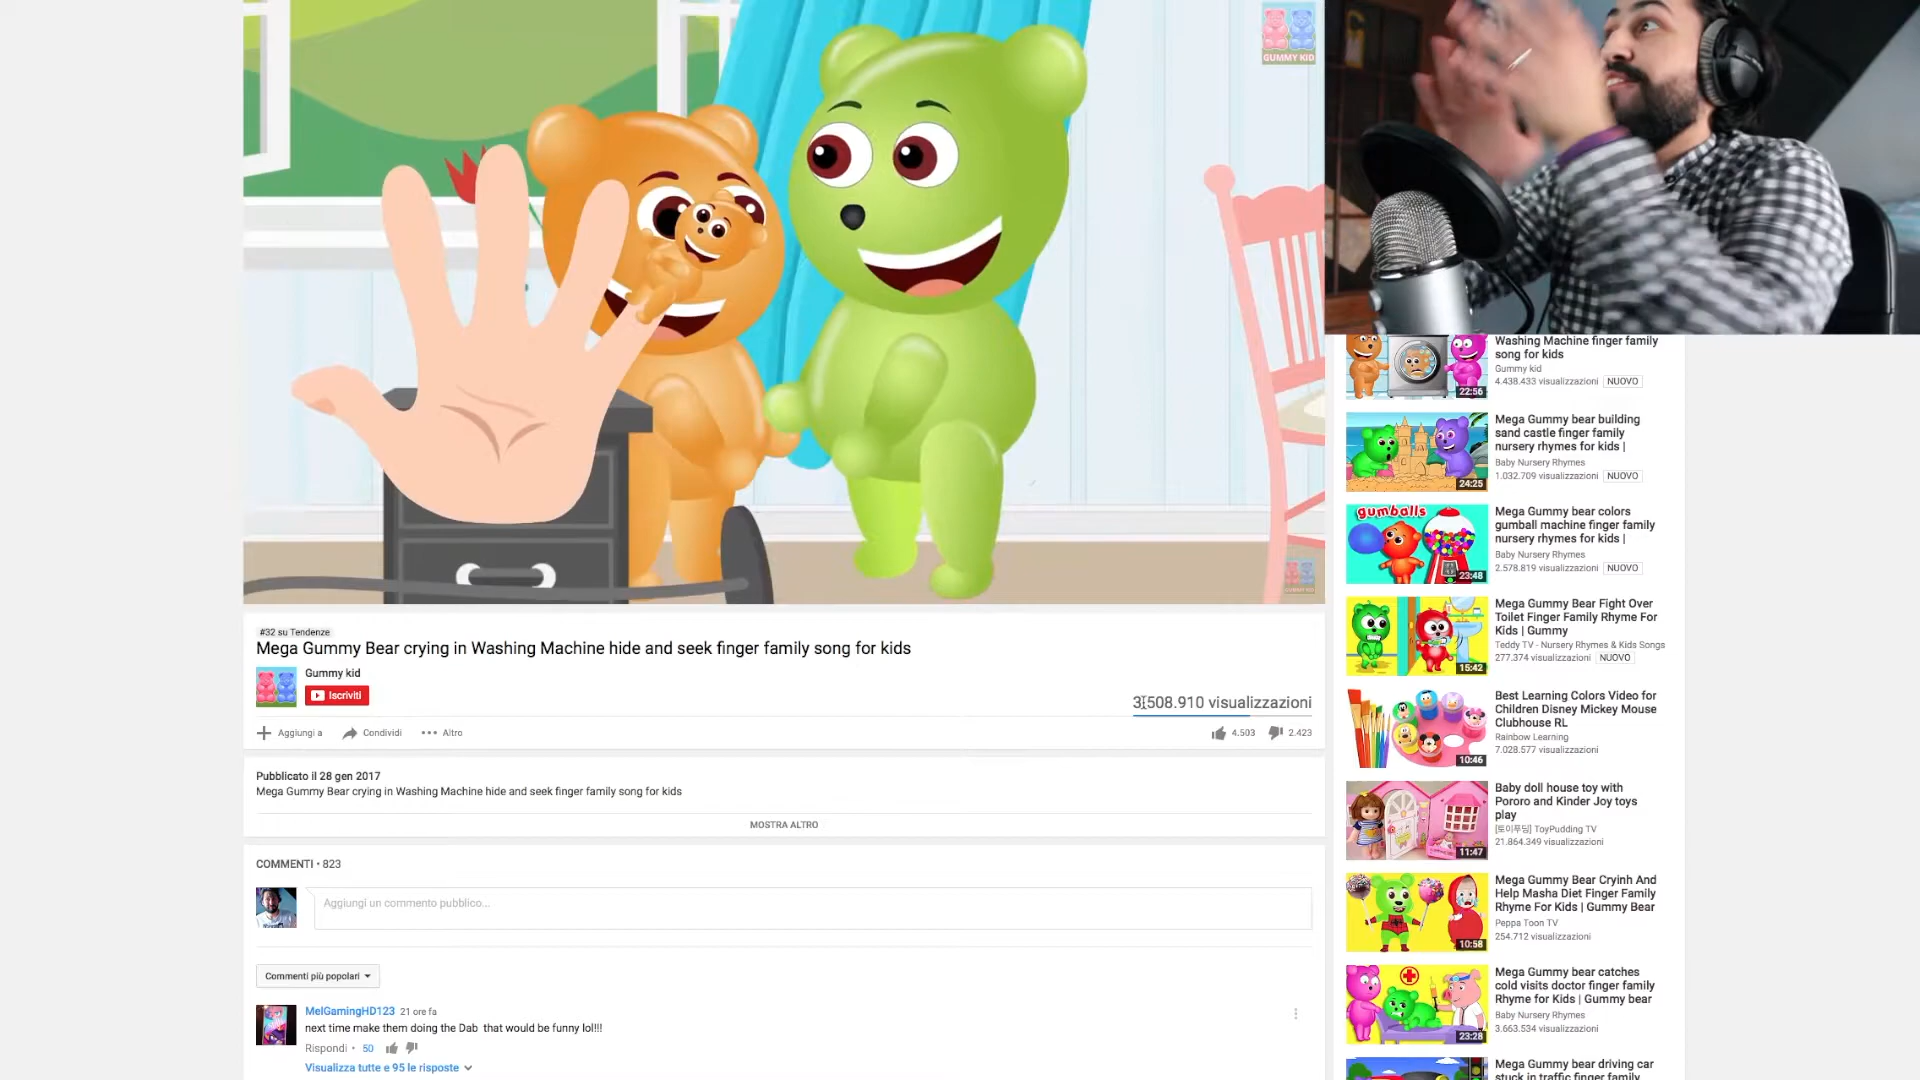 GUMMY KID
#32 su Tendenze
Mega Gummy Bear crying in Washing Machine hide and seek finger family song for kids
Gummy kid
Iscriviti
3.508.910 visualizzazioni
Aggiungi a
Condividi
Altro
4.503
2.423
Pubblicato il 28 gen 2017
Mega Gummy Bear crying in Washing Machine hide and seek finger family song for kids
MOSTRA ALTRO
COMMENTI • 823
Aggiungi un commento pubblico...
Commenti più popolari
MelGamingHD123 21 ore fa
next time make them doing the Dab that would be funny lol!!!
Rispondi • 50
Visualizza tutte e 95 le risposte
Washing Machine finger family
song for kids
Gummy kid
4.438.433 visualizzazioni NUOVO
22:56
Mega Gummy bear building
sand castle finger family
nursery rhymes for kids |
Baby Nursery Rhymes
1.032.709 visualizzazioni NUOVO
24:25
gumballs
Mega Gummy bear colors
gumball machine finger family
nursery rhymes for kids |
Baby Nursery Rhymes
2.578.819 visualizzazioni NUOVO
23:48
Mega Gummy Bear Fight Over
Toilet Finger Family Rhyme For
Kids | Gummy
Teddy TV - Nursery Rhymes & Kids Songs
277.374 visualizzazioni NUOVO
15:42
Best Learning Colors Video for
Children Disney Mickey Mouse
Clubhouse RL
Rainbow Learning
7.028.577 visualizzazioni
10:46
Baby doll house toy with
Pororo and Kinder Joy toys
play
[토이푸딩] ToyPudding TV
21.864.349 visualizzazioni
11:47
Mega Gummy Bear Cryinh And
Help Masha Diet Finger Family
Rhyme For Kids | Gummy Bear
Peppa Toon TV
254.712 visualizzazioni
10:58
Mega Gummy bear catches
cold visits doctor finger family
Rhyme for Kids | Gummy bear
Baby Nursery Rhymes
3.663.534 visualizzazioni
23:28
Mega Gummy bear driving car
stuck in traffic finger family